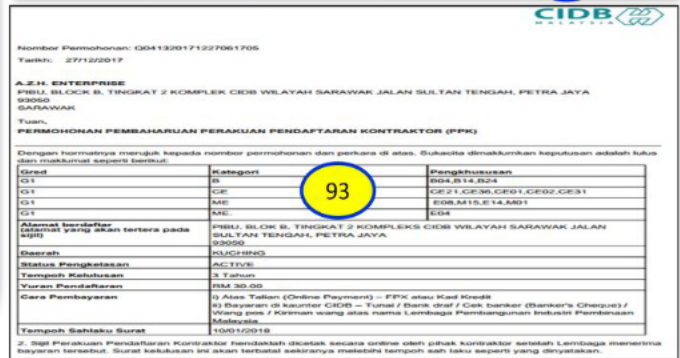 CIDB
MALAYSIA
Nombor Permohonan: Q041320171227061705
Tarikh: 27/12/2017
A.Z.H. ENTERPRISE
PIBU, BLOCK B, TINGKAT 2 KOMPLEK CIDB WILAYAH SARAWAK JALAN SULTAN TENGAH, PETRA JAYA
93050
SARAWAK
Tuan,
PERMOHONAN PEMBAHARUAN PERAKUAN PENDAFTARAN KONTRAKTOR (PPK)
Dengan hormatnya merujuk kepada nombor permohonan dan perkara di atas. Sukacita dimaklumkan keputusan adalah lulus
dan maklumat seperti berikut:
Gred Kategori Pengkhususan
G1 B B04,B14,B24
G1 CE CE21,CE36,CE01,CE02,CE31
93
G1 ME E08,M15,E14,M01
G1 ME. E04
Alamat berdaftar
(alamat yang akan tertera pada
sijil)
PIBU, BLOK B, TINGKAT 2 KOMPLEKS CIDB WILAYAH SARAWAK JALAN
SULTAN TENGAH, PETRA JAYA
93050
Daerah KUCHING
Status Pengiktirafan ACTIVE
Tempoh Kelulusan 3 Tahun
Yuran Pendaftaran RM 30.00
Cara Pembayaran i) Atas Talian (Online Payment) – FPX atau Kad Kredit
ii) Bayaran di kaunter CIDB – Tunai / Bank draf / Cek banker (Banker's Cheque) /
Wang pos / Kiriman wang atas nama Lembaga Pembangunan Industri Pembinaan
Malaysia
Tempoh Sahlaku Surat 10/01/2018
2. Sijil Perakuan Pendaftaran Kontraktor hendaklah dicetak secara online oleh pihak kontraktor setelah Lembaga menerima
bayaran tersebut. Surat kelulusan ini akan terbatal sekiranya melebihi tempoh sah laku seperti yang dinyatakan.